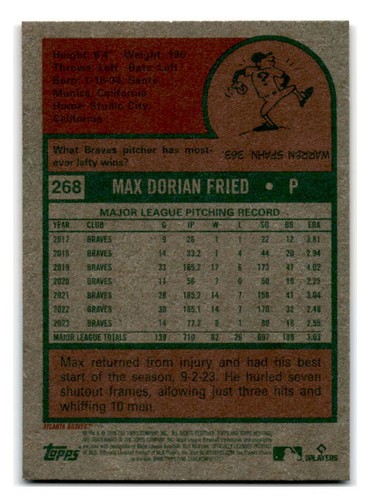 Height: 6'4" Weight: 190
Throws: Left Bats: Left
Born: 1-18-94, Santa
Monica, California
Home: Studio City,
California
What Braves pitcher has most-
ever lefty wins?
WARREN SPAHN 363
268 MAX DORIAN FRIED • P
MAJOR LEAGUE PITCHING RECORD
YEAR CLUB G IP W L SO BB ERA
2017 BRAVES 9 26 1 1 22 12 3.81
2018 BRAVES 14 33.2 1 4 44 20 2.94
2019 BRAVES 33 165.2 17 6 173 47 4.02
2020 BRAVES 11 56 7 0 50 19 2.25
2021 BRAVES 28 165.2 14 7 158 41 3.04
2022 BRAVES 30 185.1 14 7 170 32 2.48
2023 BRAVES 14 77.2 8 1 80 18 2.55
MAJOR LEAGUE TOTALS 139 710 62 26 697 189 3.03
Max returned from injury and had his best
start of the season, 9-2-23. He hurled seven
shutout frames, allowing just three hits and
whiffing 10 men.
ATLANTA BRAVES™
Topps
MLB PLAYERS